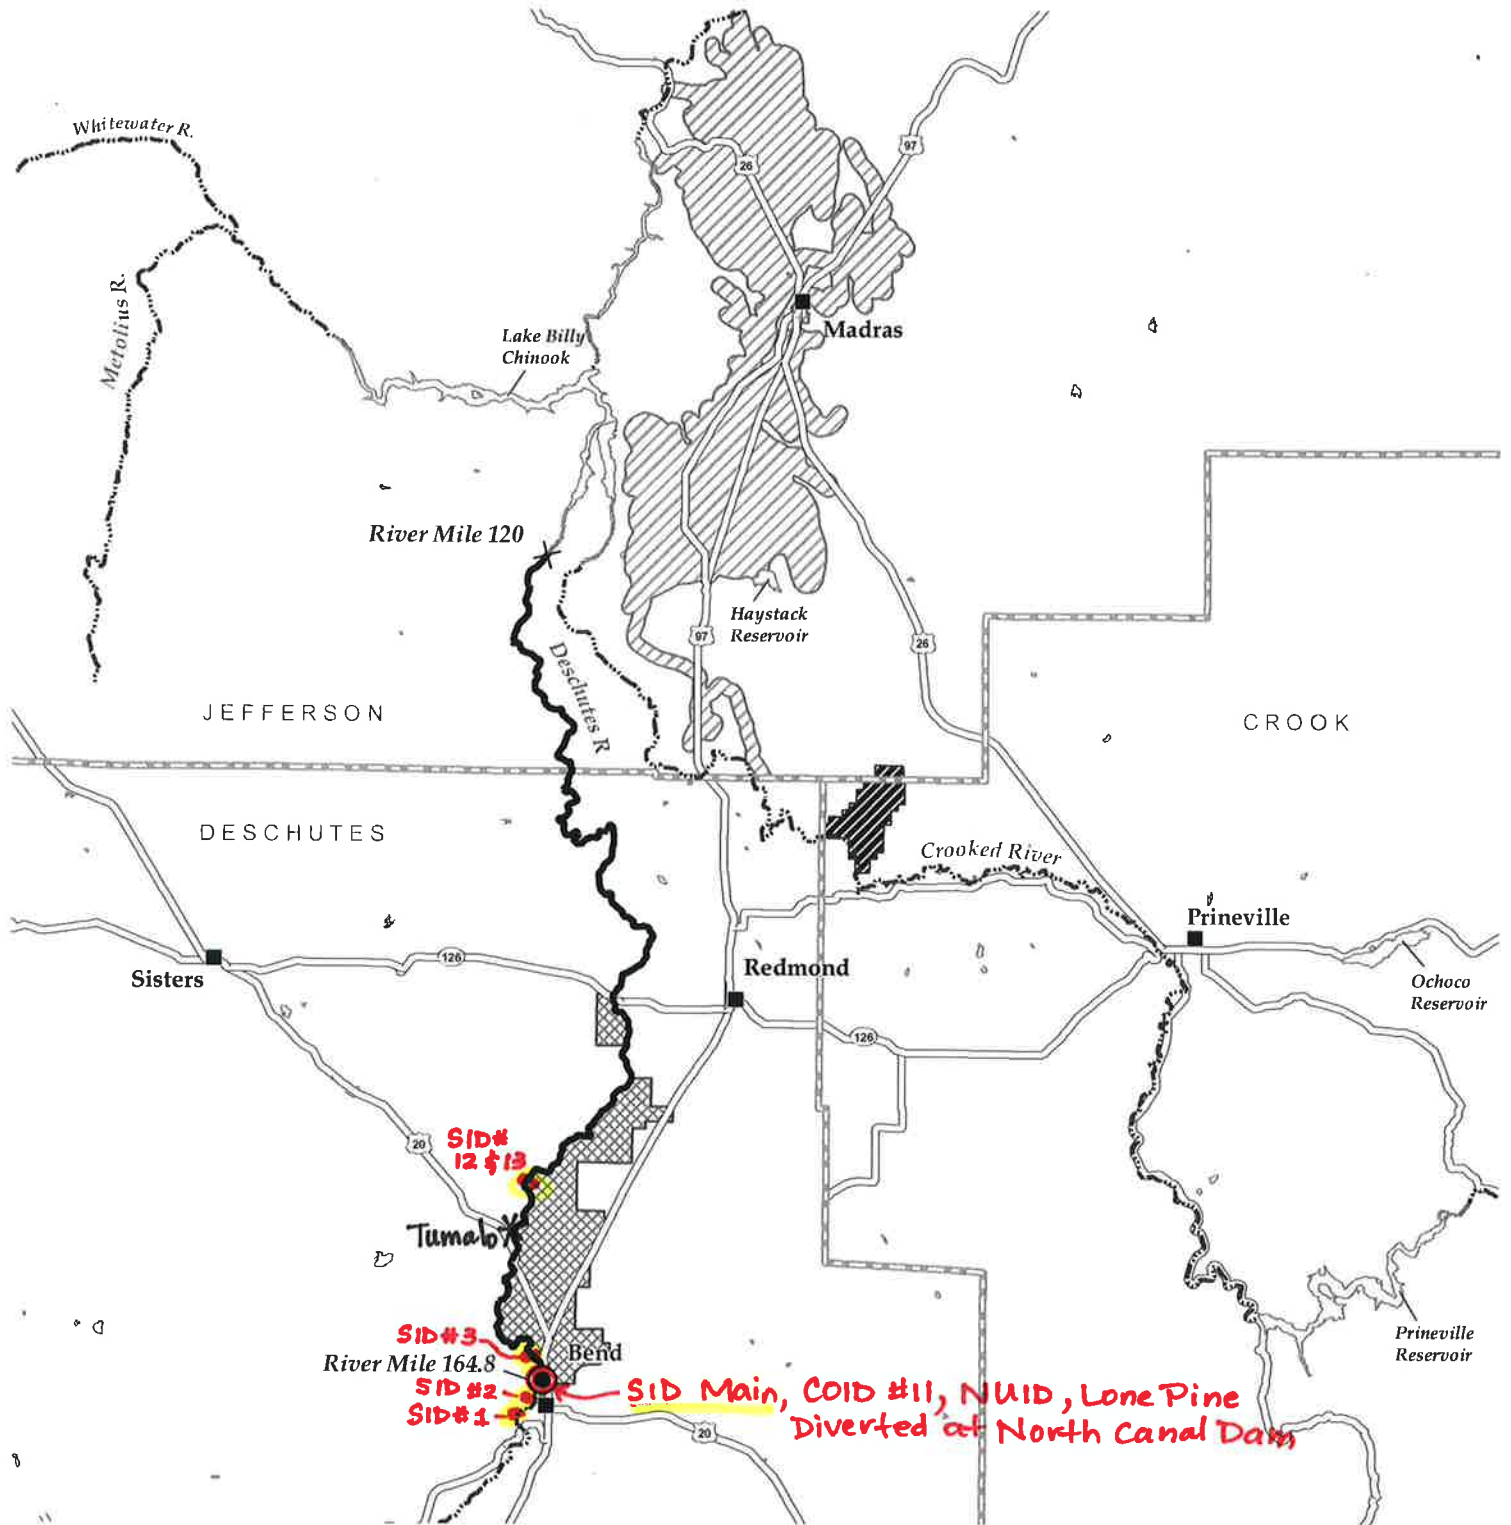 Whitewater R.
97
26
Metolius R.
Lake Billy
Chinook
Madras
River Mile 120
Haystack
Reservoir
97
26
Deschutes R
JEFFERSON
CROOK
DESCHUTES
Crooked River
Prineville
126
Sisters
Redmond
Ochoco
Reservoir
126
20
SID#
12 & 13
Tumalo
SID#3
Bend
River Mile 164.8
Prineville
Reservoir
SID #2
SID#1
SID Main, COID #11, NUID, Lone Pine
Diverted at North Canal Dam
20